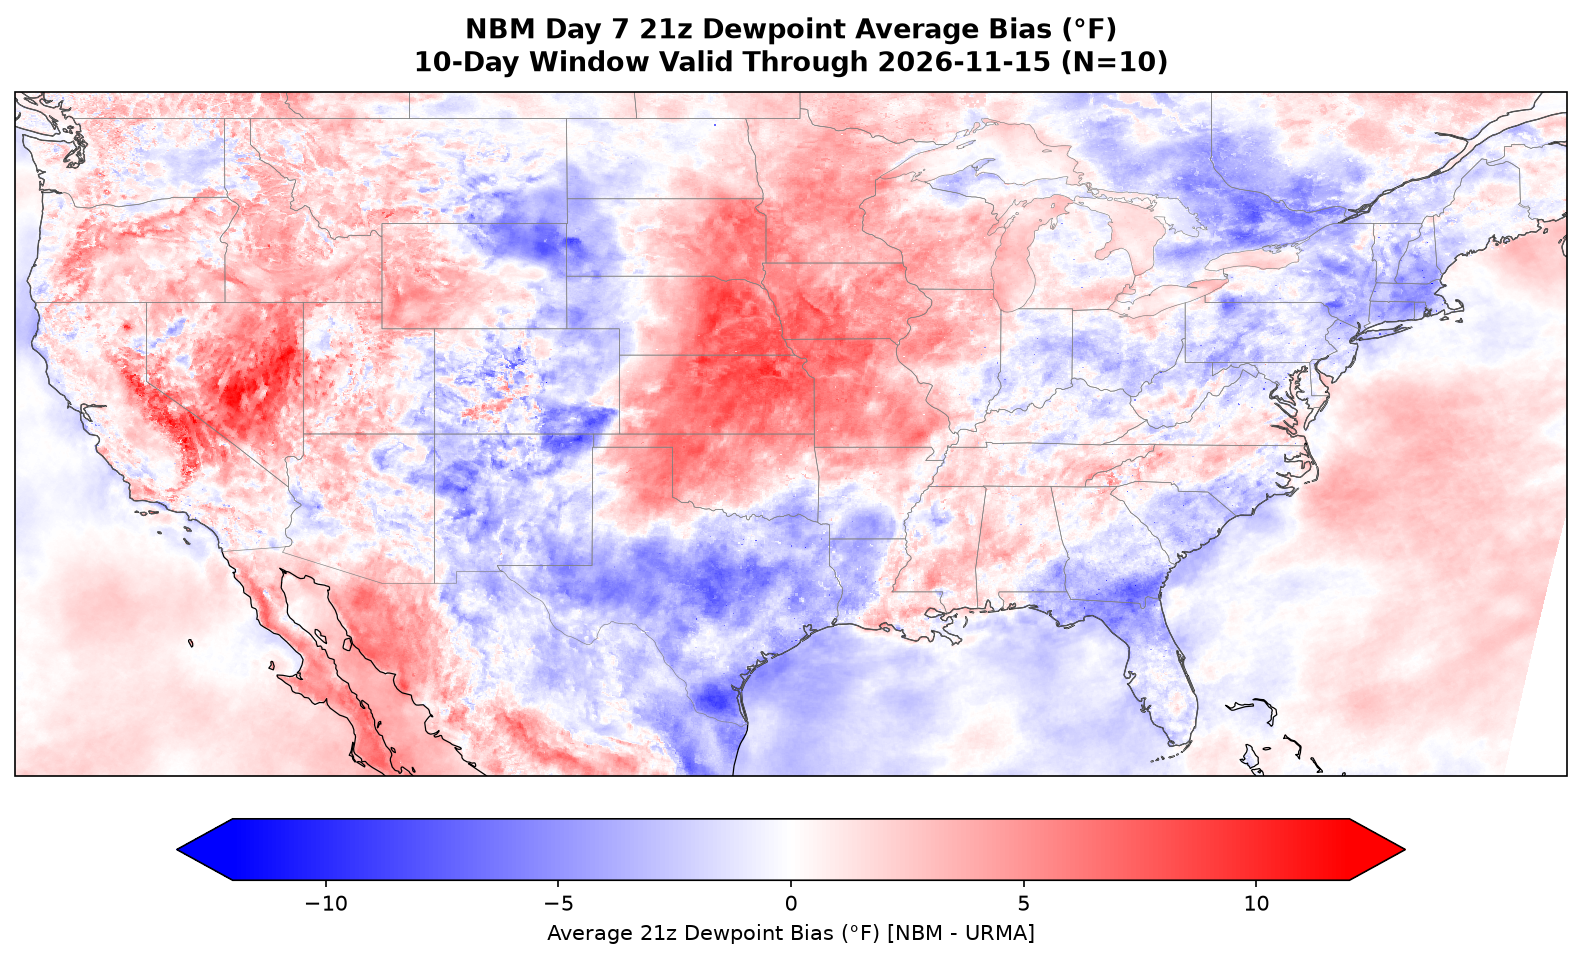 NBM Day 7 21z Dewpoint Average Bias (°F)
10-Day Window Valid Through 2026-11-15 (N=10)
−10 −5 0 5 10
Average 21z Dewpoint Bias (°F) [NBM - URMA]